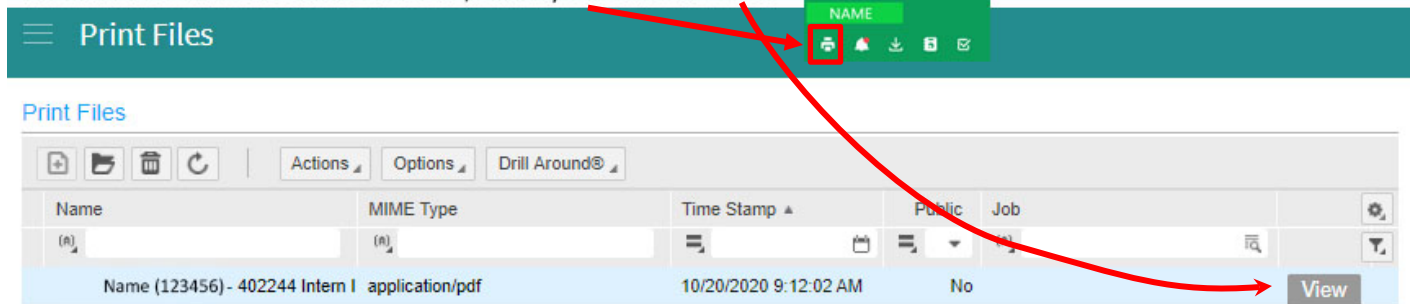 NAME
Print Files
Print Files
Actions Options Drill Around®
Name MIME Type Time Stamp Public Job
Name (123456) - 402244 Intern application/pdf 10/20/2020 9:12:02 AM No View